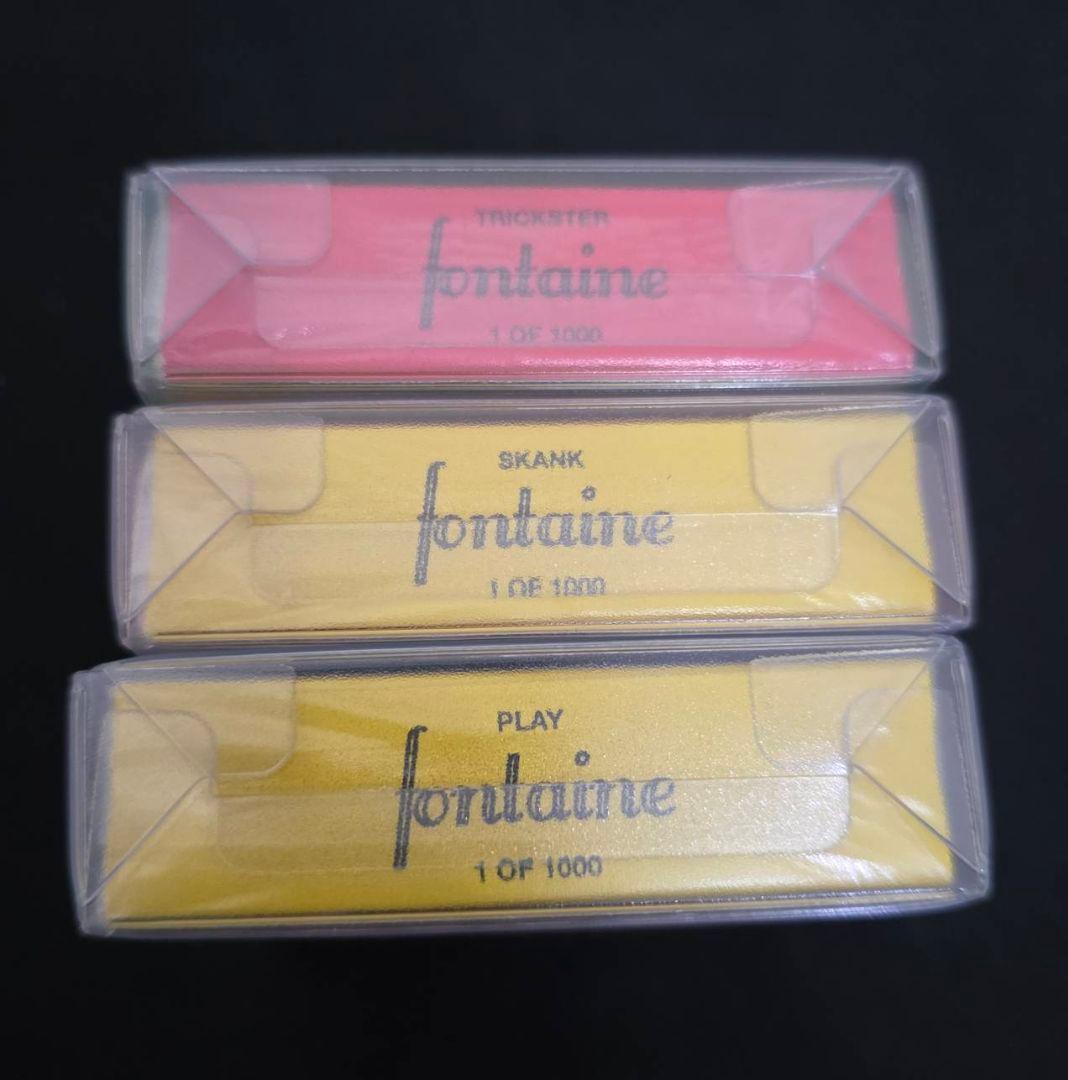 TRICKSTER
fontaine
1 OF 1000
SKANK
fontaine
1 OF 1000
PLAY
fontaine
1 OF 1000